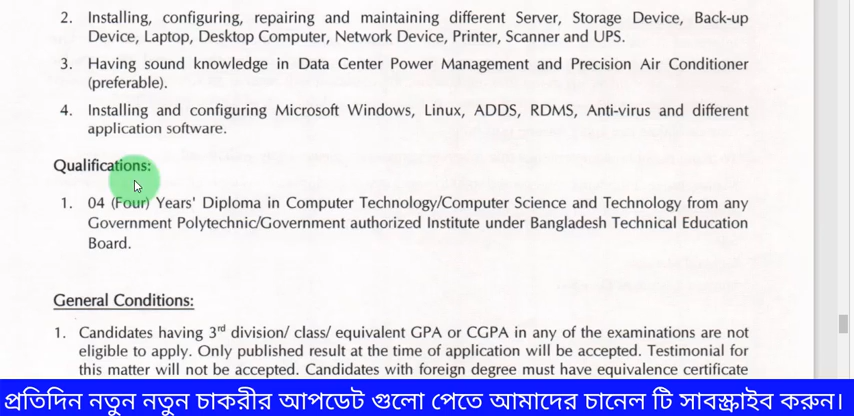 2. Installing, configuring, repairing and maintaining different Server, Storage Device, Back-up
Device, Laptop, Desktop Computer, Network Device, Printer, Scanner and UPS.
3. Having sound knowledge in Data Center Power Management and Precision Air Conditioner
(preferable).
4. Installing and configuring Microsoft Windows, Linux, ADDS, RDMS, Anti-virus and different
application software.
Qualifications:
1. 04 (Four) Years' Diploma in Computer Technology/Computer Science and Technology from any
Government Polytechnic/Government authorized Institute under Bangladesh Technical Education
Board.
General Conditions:
1. Candidates having 3rd division/ class/ equivalent GPA or CGPA in any of the examinations are not
eligible to apply. Only published result at the time of application will be accepted. Testimonial for
this matter will not be accepted. Candidates with foreign degree must have equivalence certificate
প্রতিদিন নতুন নতুন চাকরীর আপডেট গুলো পেতে আমাদের চানেল টি সাবস্ক্রাইব করুন।